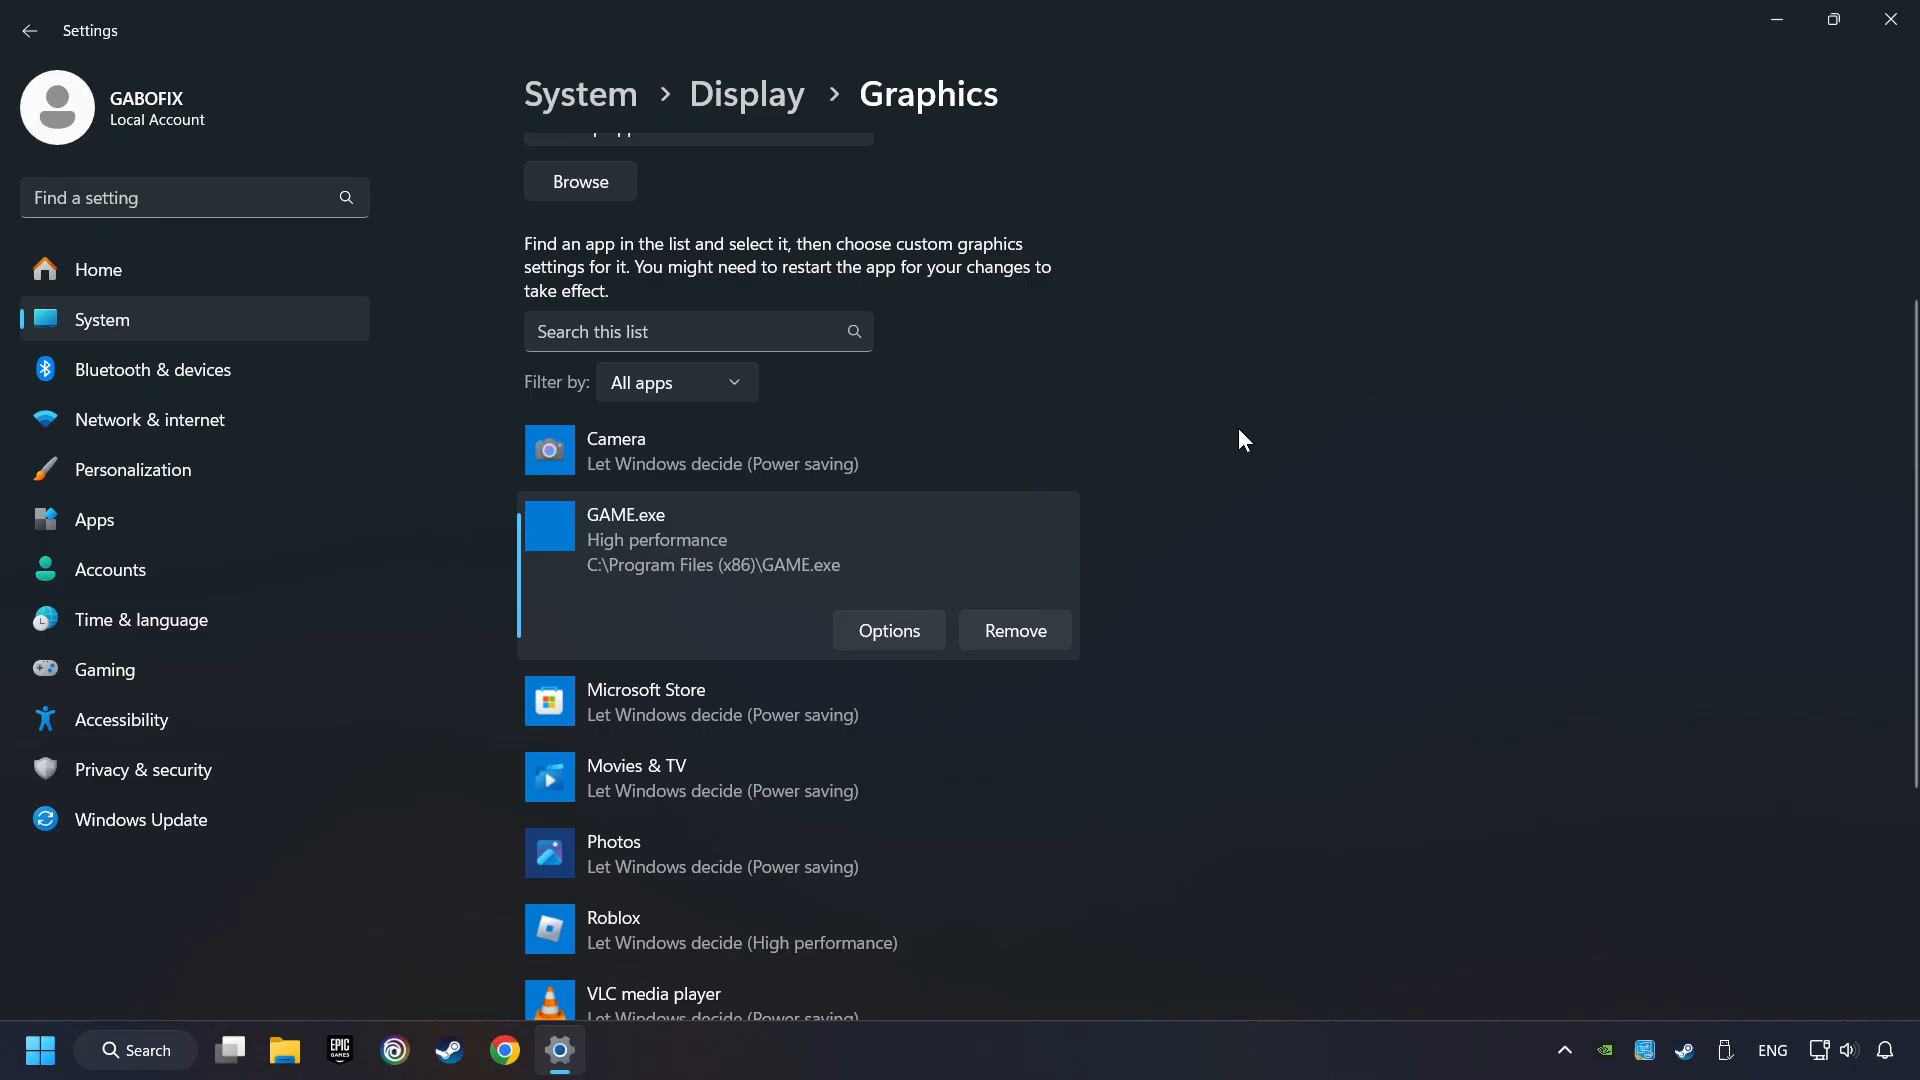 Settings
GABOFIX
Local Account
Find a setting
Home
System
Bluetooth & devices
Network & internet
Personalization
Apps
Accounts
Time & language
Gaming
Accessibility
Privacy & security
Windows Update
System > Display > Graphics
Browse
Find an app in the list and select it, then choose custom graphics
settings for it. You might need to restart the app for your changes to
take effect.
Search this list
Filter by: All apps
Camera
Let Windows decide (Power saving)
GAME.exe
High performance
C:\Program Files (x86)\GAME.exe
Options Remove
Microsoft Store
Let Windows decide (Power saving)
Movies & TV
Let Windows decide (Power saving)
Photos
Let Windows decide (Power saving)
Roblox
Let Windows decide (High performance)
VLC media player
Let Windows decide (Power saving)
Search
EPIC
GAMES
ENG